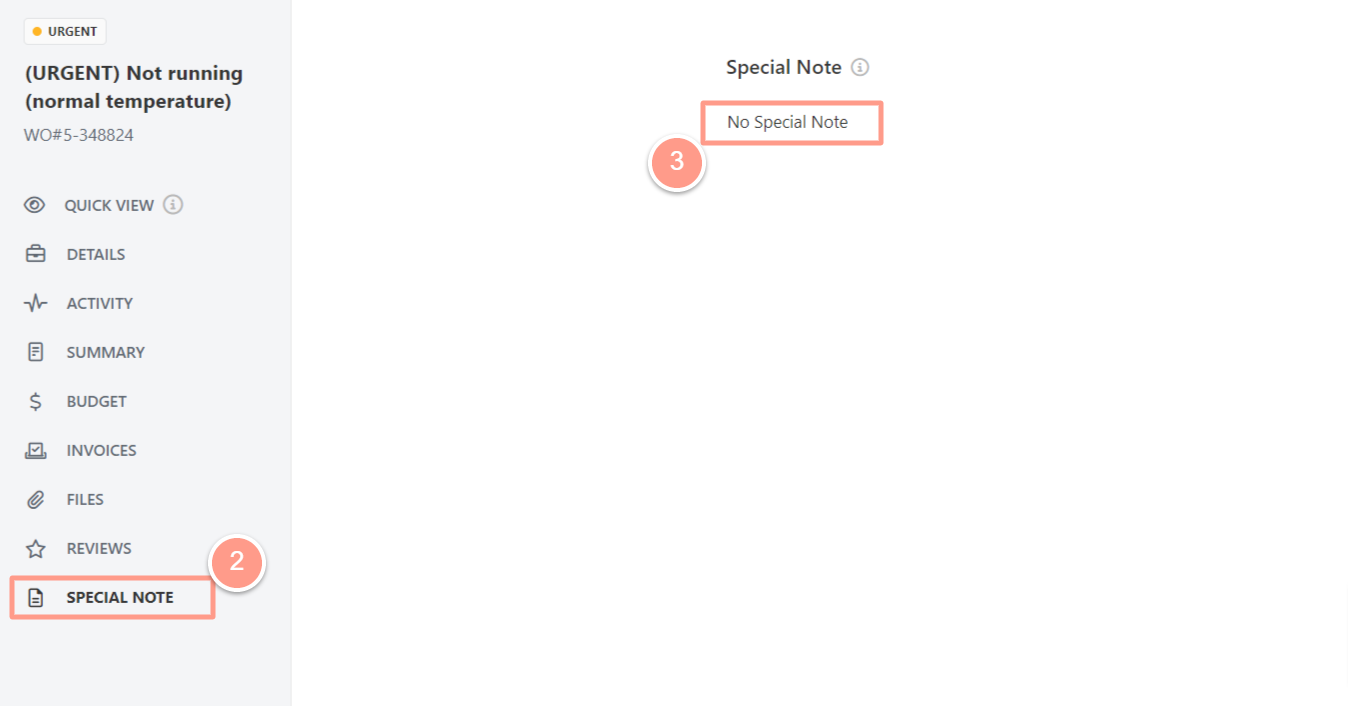 URGENT
(URGENT) Not running
(normal temperature)
WO#5-348824
QUICK VIEW
DETAILS
ACTIVITY
SUMMARY
BUDGET
INVOICES
FILES
REVIEWS
2
SPECIAL NOTE
Special Note
No Special Note
3